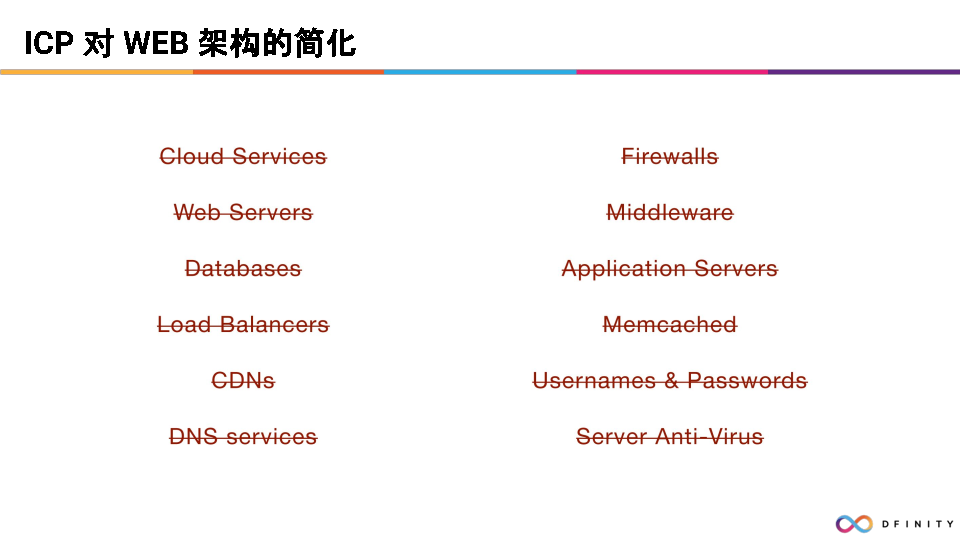 ICP 对 WEB 架构的简化
Cloud Services
Web Servers
Databases
Load Balancers
CDNs
DNS services
Firewalls
Middleware
Application Servers
Memcached
Usernames & Passwords
Server Anti-Virus
DFINITY